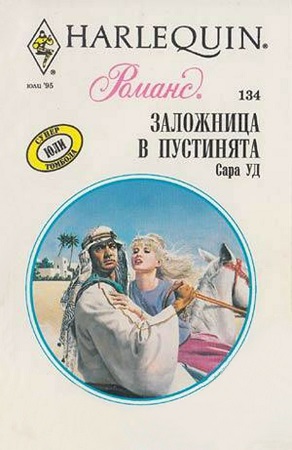 HARLEQUIN®
юли '95
Романс®
134
СУПЕР
ЮЛИ
ТОМБОЛА
ЗАЛОЖНИЦА
В ПУСТИНЯТА
Сара УД